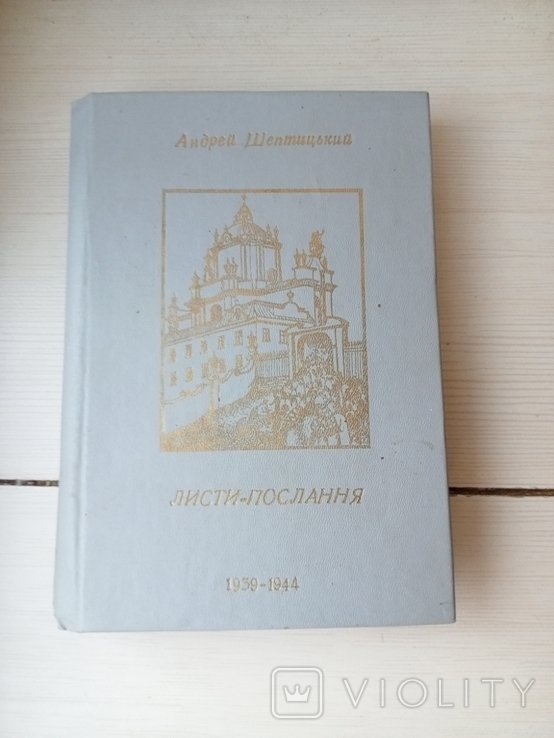 Андрей Шептицький
ЛИСТИ-ПОСЛАННЯ
1939-1944
VIOLITY